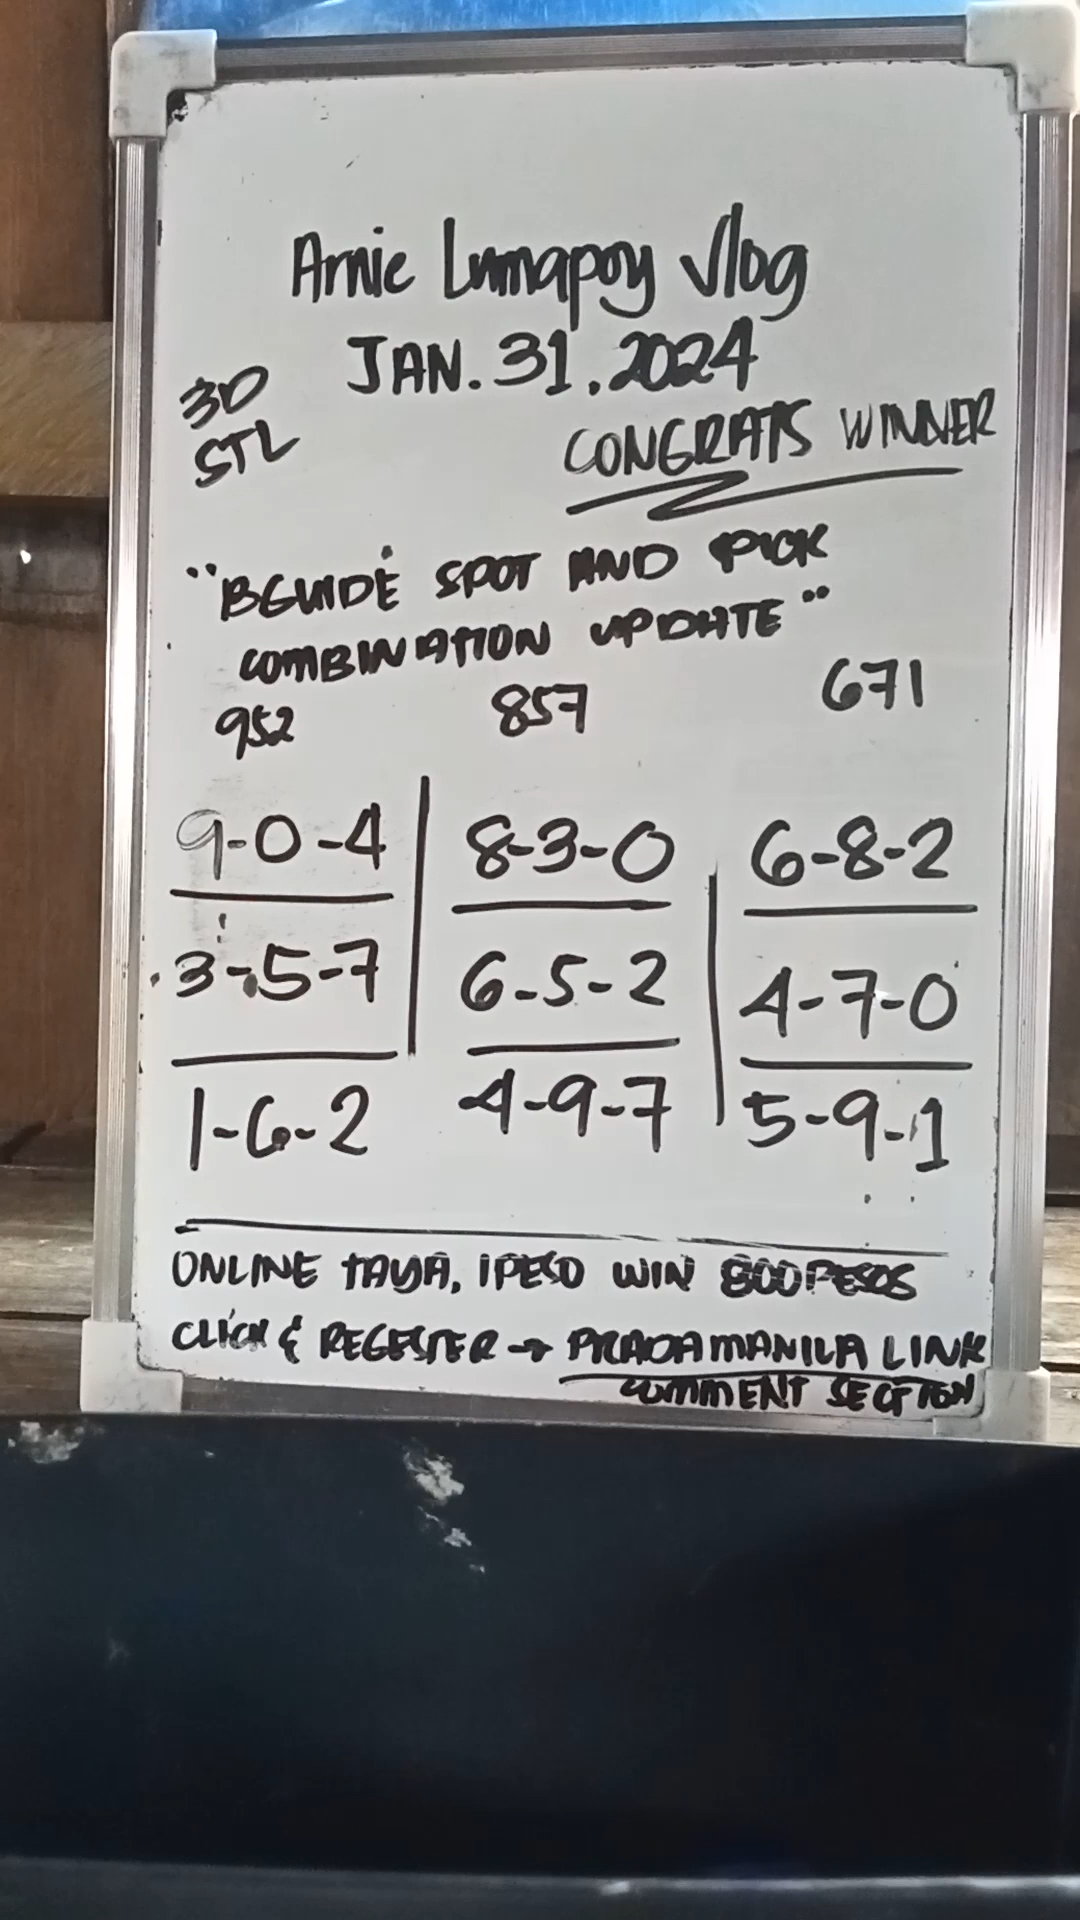 Arnie Lumapoy Vlog
JAN. 31. 2024
3D
STL
CONGRATS WINNER
"BGUIDE SPOT AND PICK
COMBINATION UPDATE"
952 857 671
9-0-4 8-3-0 6-8-2
3-5-7 6-5-2 4-7-0
1-6-2 4-9-7 5-9-1
ONLINE TAYA, 1PESO WIN 800PESOS
CLICK & REGESTER → PRADAMANILA LINK
COMMENT SECTION